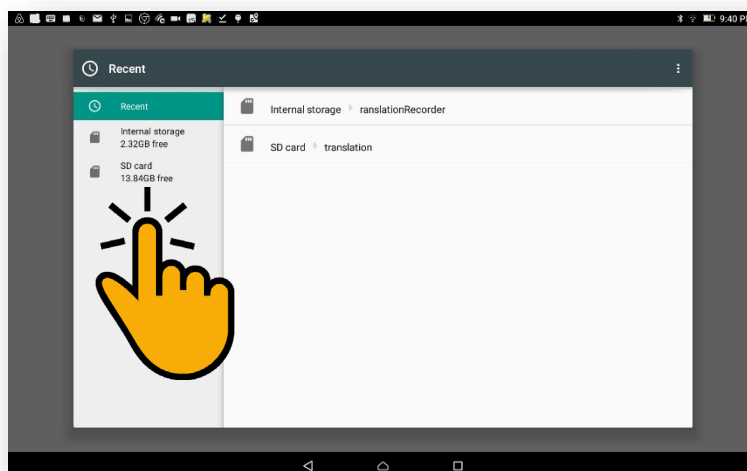 9:40 P
Recent
Recent
Internal storage
2.32GB free
SD card
13.84GB free
Internal storage ranslationRecorder
SD card translation